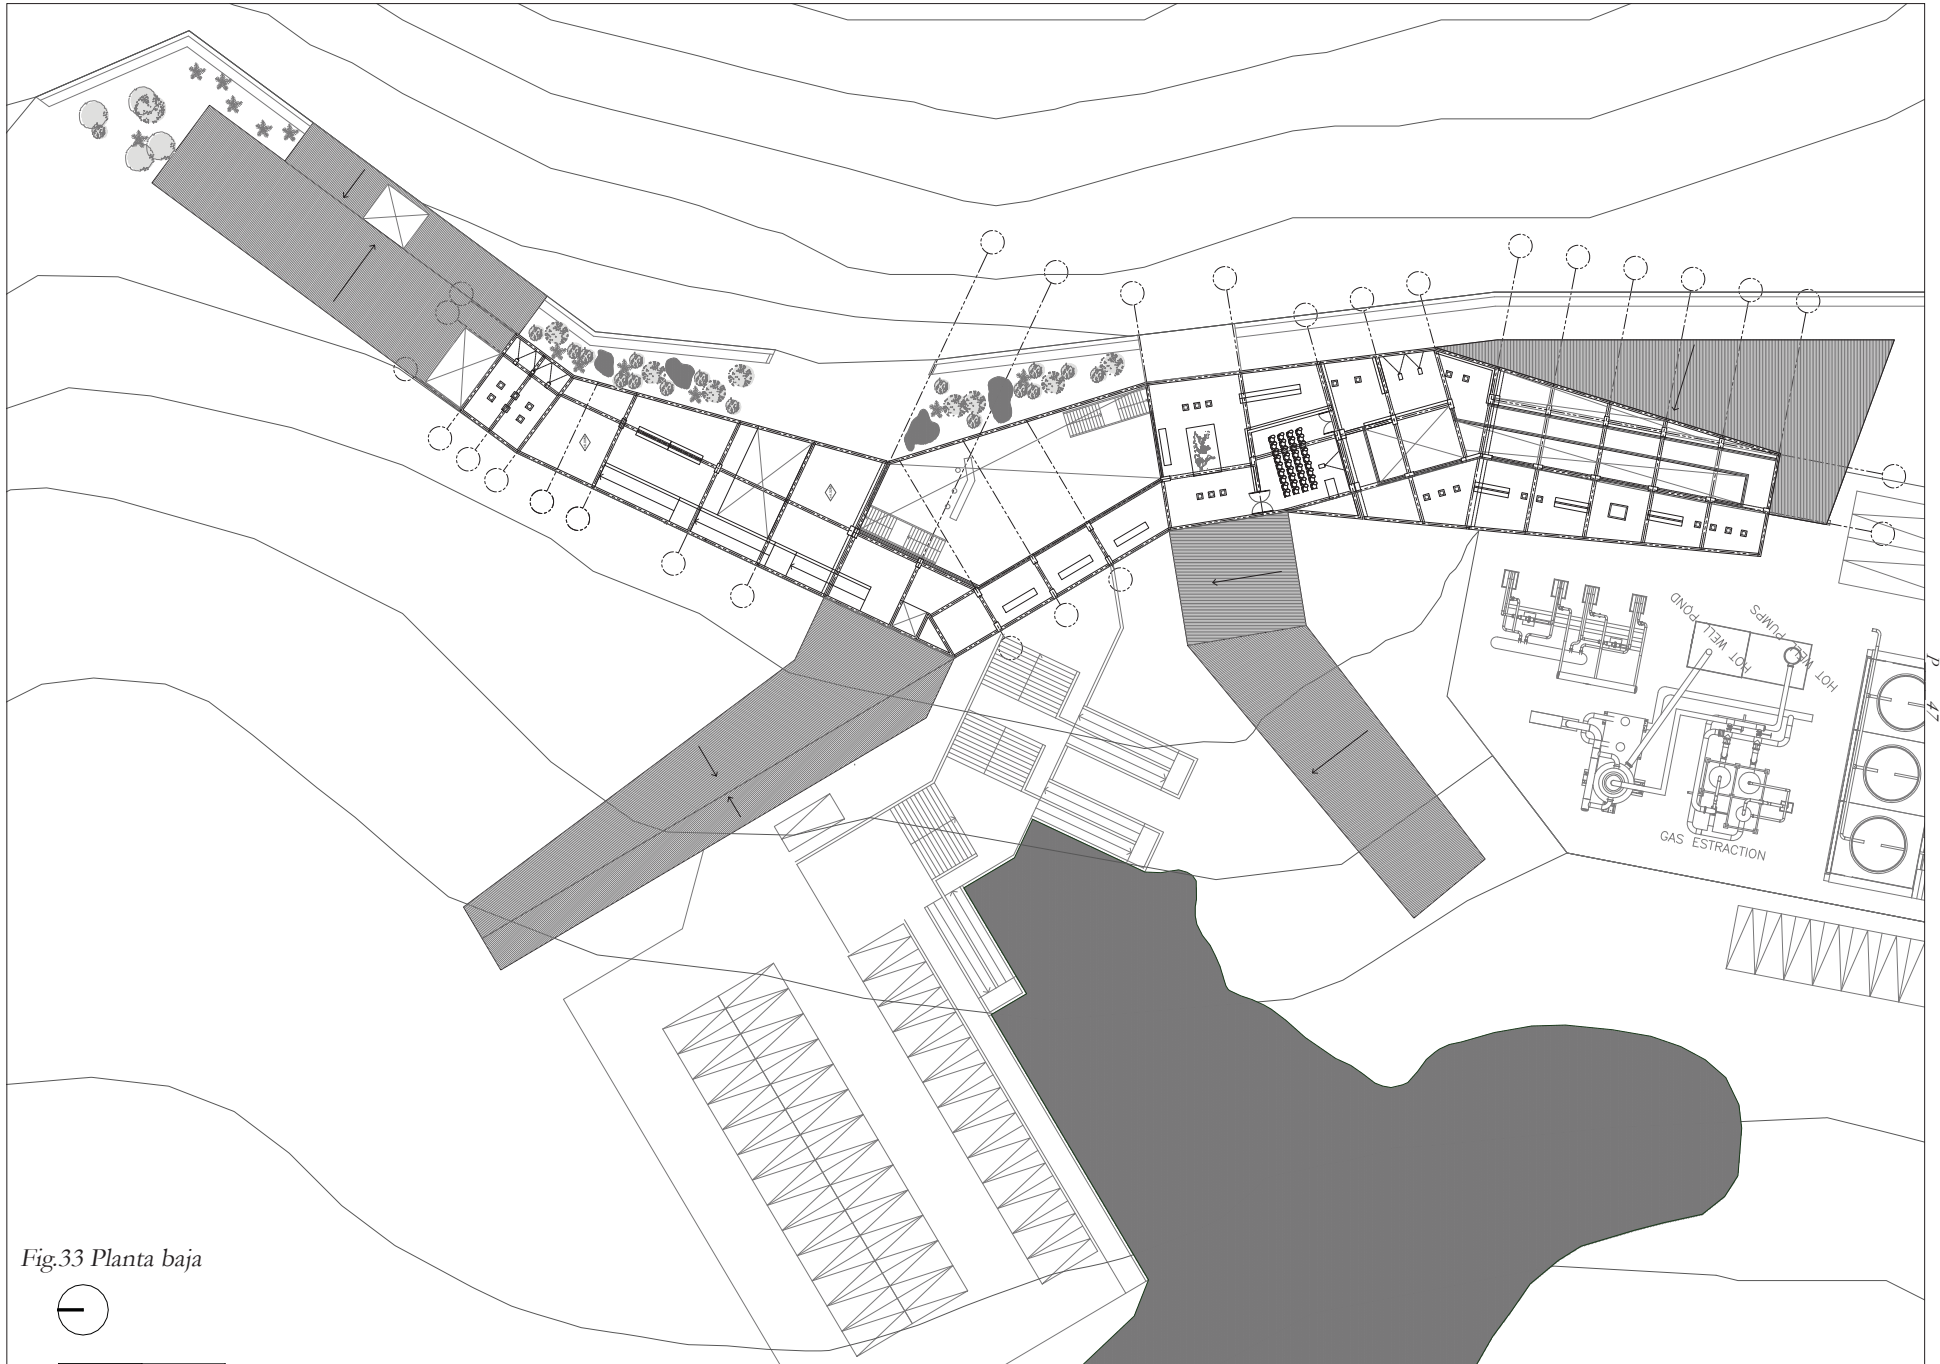 POND
HOT WELL
PUMPS
HOT WELL
GAS ESTRACTION
P 47
Fig.33 Planta baja